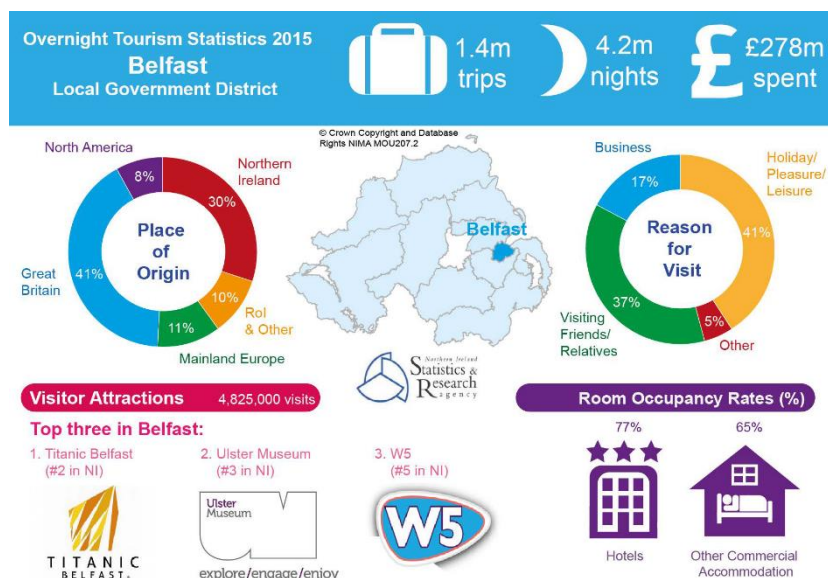 Overnight Tourism Statistics 2015
Belfast
Local Government District
1.4m
trips
4.2m
nights
£
£278m
spent
© Crown Copyright and Database
Rights NIMA MOU207.2
North America
8%
Northern
Ireland
30%
Place
of
Origin
Great
Britain
41%
10%
RoI
& Other
11%
Mainland Europe
Belfast
Business
17%
Holiday/
Pleasure/
Leisure
41%
Reason
for
Visit
37%
Visiting
Friends/
Relatives
5%
Other
Northern Ireland
Statistics &
Research
agency
Visitor Attractions 4,825,000 visits
Top three in Belfast:
1. Titanic Belfast
(#2 in NI)
TITANIC
BELFAST
2. Ulster Museum
(#3 in NI)
Ulster
Museum
explore/engage/enjoy
3. W5
(#5 in NI)
W5
Room Occupancy Rates (%)
77%
Hotels
65%
Other Commercial
Accommodation